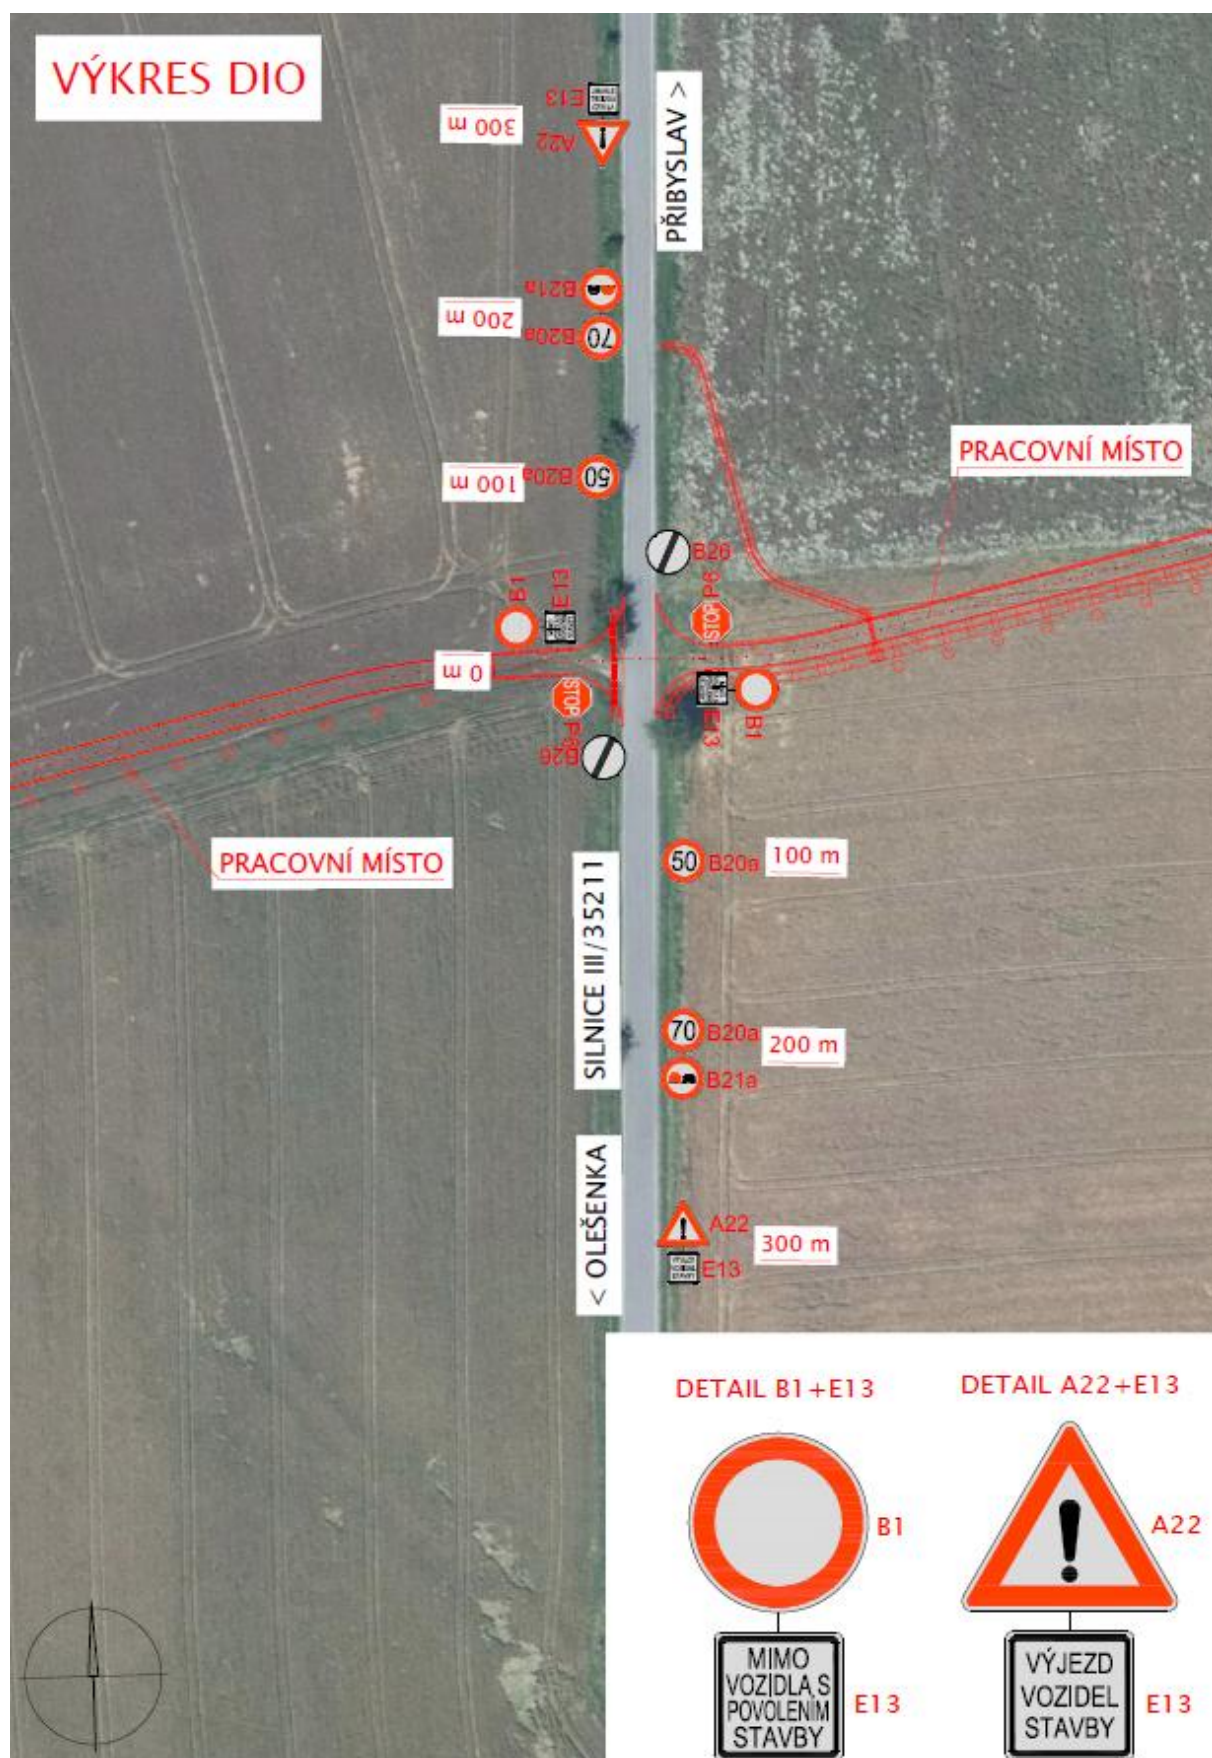 VÝKRES DIO
E13
300 m
A22
PŘIBYSLAV >
B21a
200 m
B20a
70
PRACOVNÍ MÍSTO
100 m
B20a
50
B26
B1
E13
P6
STOP
0 m
STOP
P6
E13
B1
B26
PRACOVNÍ MÍSTO
SILNICE III/35211
50
B20a
100 m
70
B20a
200 m
B21a
< OLEŠENKA
A22
300 m
VÝJEZD
VOZIDEL
STAVBY
E13
DETAIL B1+E13
DETAIL A22+E13
B1
A22
MIMO
VOZIDLA S
POVOLENÍM
STAVBY
E13
VÝJEZD
VOZIDEL
STAVBY
E13